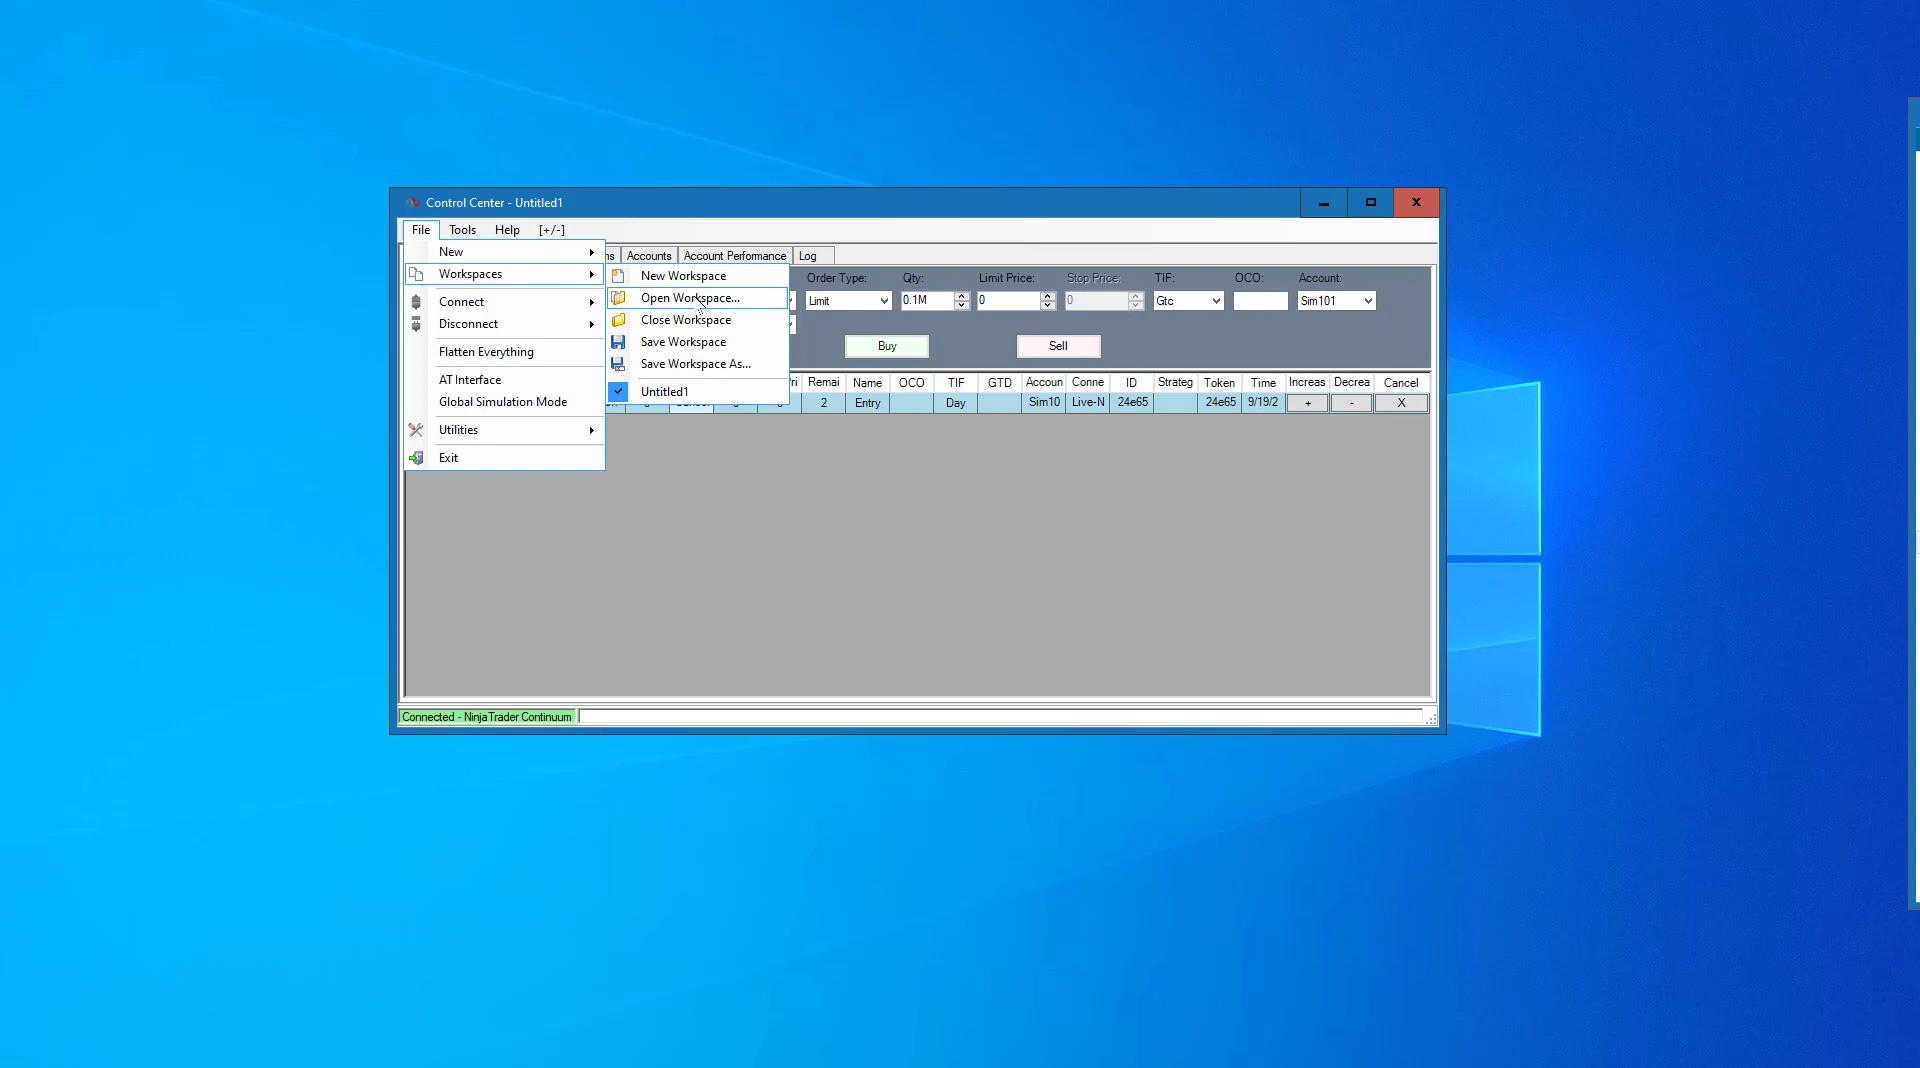 Control Center - Untitled1
File Tools Help [+/-]
New
Workspaces
Connect
Disconnect
Flatten Everything
AT Interface
Global Simulation Mode
Utilities
Exit
New Workspace
Open Workspace...
Close Workspace
Save Workspace
Save Workspace As...
Untitled1
ns Accounts Account Performance Log
Order Type: Qty: Limit Price: Stop Price: TIF: OCO: Account:
Limit 0.1M 0 0 Gtc Sim101
Buy Sell
Remai Name OCO TIF GTD Accoun Conne ID Strateg Token Time Increas Decrea Cancel
2 Entry Day Sim10 Live-N 24e65 24e65 9/19/2 + - X
Connected - NinjaTrader Continuum